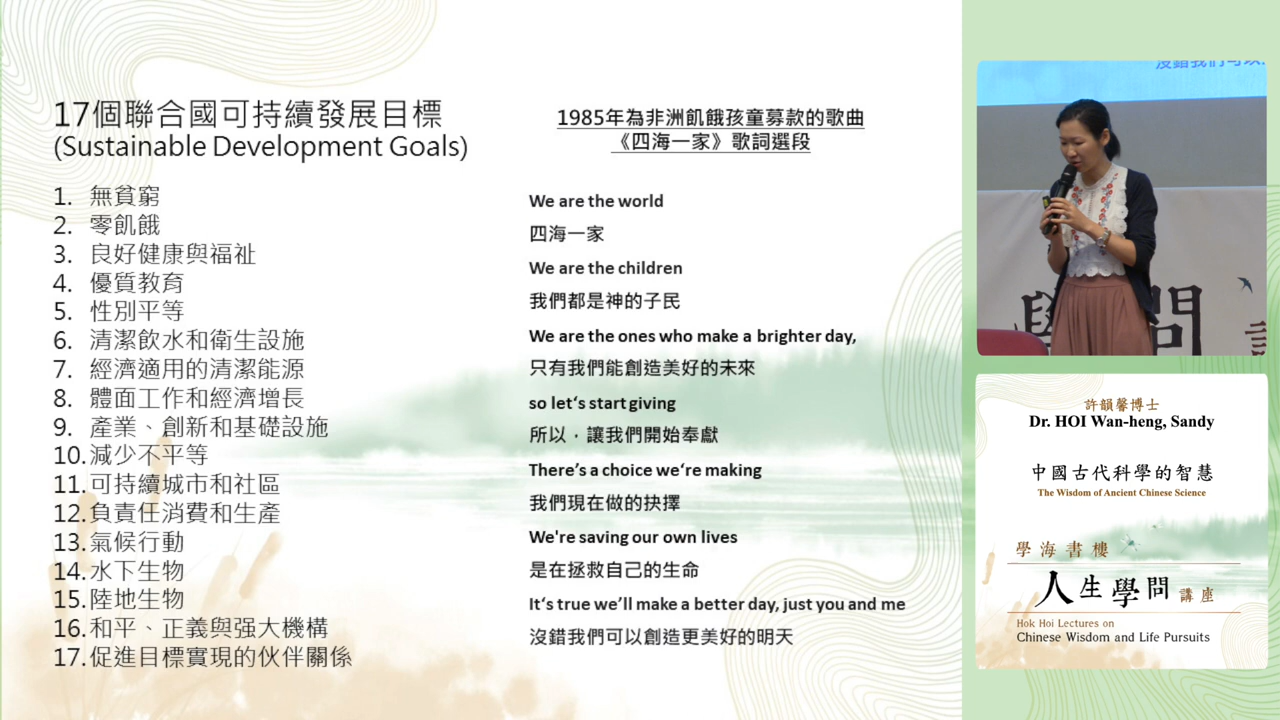 17個聯合國可持續發展目標
(Sustainable Development Goals)
1. 無貧窮
2. 零飢餓
3. 良好健康與福祉
4. 優質教育
5. 性別平等
6. 清潔飲水和衛生設施
7. 經濟適用的清潔能源
8. 體面工作和經濟增長
9. 產業、創新和基礎設施
10. 減少不平等
11. 可持續城市和社區
12. 負責任消費和生產
13. 氣候行動
14. 水下生物
15. 陸地生物
16. 和平、正義與强大機構
17. 促進目標實現的伙伴關係
1985年為非洲飢餓孩童募款的歌曲
《四海一家》歌詞選段
We are the world
四海一家
We are the children
我們都是神的子民
We are the ones who make a brighter day,
只有我們能創造美好的未來
so let‘s start giving
所以，讓我們開始奉獻
There’s a choice we‘re making
我們現在做的抉擇
We're saving our own lives
是在拯救自己的生命
It‘s true we’ll make a better day, just you and me
沒錯我們可以創造更美好的明天
沒錯我們可以
學問
許韻馨博士
Dr. HOI Wan-heng, Sandy
中國古代科學的智慧
The Wisdom of Ancient Chinese Science
學海書樓
人生學問講座
Hok Hoi Lectures on
Chinese Wisdom and Life Pursuits